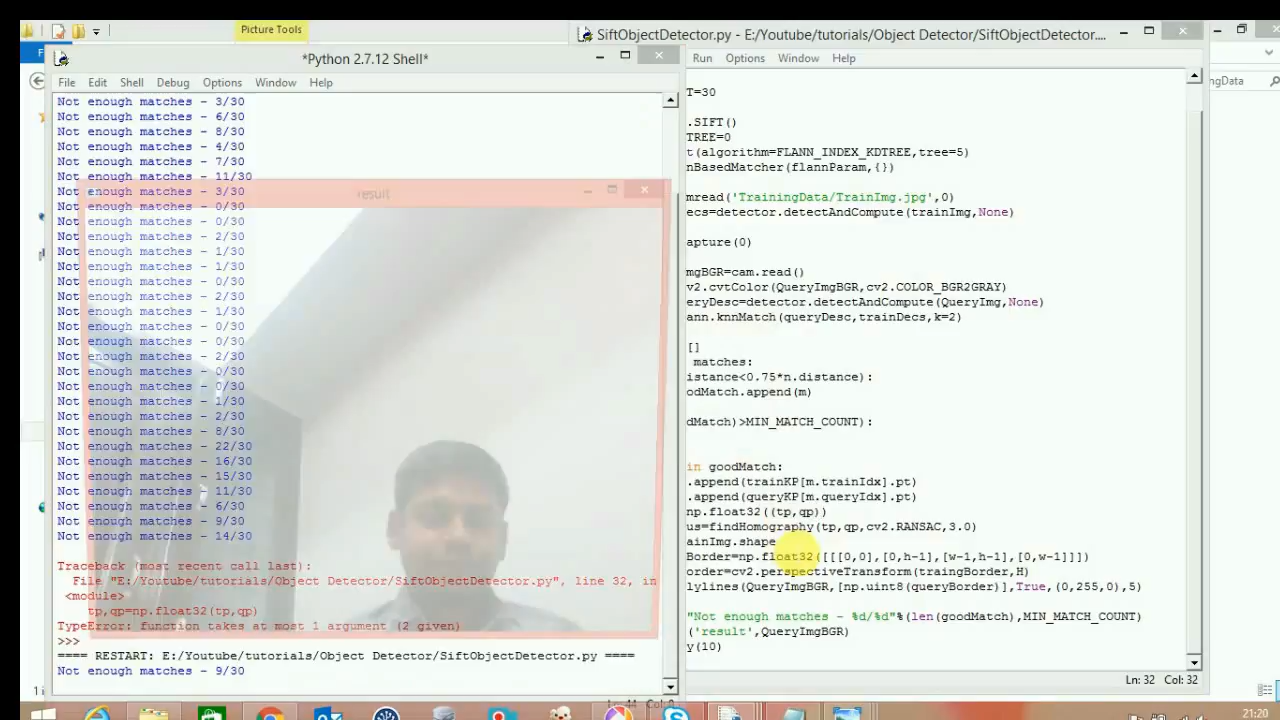 Picture Tools
SiftObjectDetector.py - E:/Youtube/tutorials/Object Detector/SiftObjectDetector....
*Python 2.7.12 Shell*
Run Options Window Help
File Edit Shell Debug Options Window Help
ngData
Not enough matches - 3/30
Not enough matches - 6/30
Not enough matches - 8/30
Not enough matches - 4/30
Not enough matches - 7/30
Not enough matches - 11/30
Not enough matches - 3/30
Not enough matches - 0/30
Not enough matches - 0/30
Not enough matches - 2/30
Not enough matches - 1/30
Not enough matches - 1/30
Not enough matches - 0/30
Not enough matches - 2/30
Not enough matches - 1/30
Not enough matches - 0/30
Not enough matches - 0/30
Not enough matches - 2/30
Not enough matches - 0/30
Not enough matches - 0/30
Not enough matches - 1/30
Not enough matches - 2/30
Not enough matches - 8/30
Not enough matches - 22/30
Not enough matches - 16/30
Not enough matches - 15/30
Not enough matches - 11/30
Not enough matches - 6/30
Not enough matches - 9/30
Not enough matches - 14/30
Traceback (most recent call last):
File "E:/Youtube/tutorials/Object Detector/SiftObjectDetector.py", line 32, in
<module>
tp,qp=np.float32(tp,qp)
TypeError: function takes at most 1 argument (2 given)
>>>
==== RESTART: E:/Youtube/tutorials/Object Detector/SiftObjectDetector.py ====
Not enough matches - 9/30
result
T=30
.SIFT()
TREE=0
t(algorithm=FLANN_INDEX_KDTREE,tree=5)
nBasedMatcher(flannParam,{})
mread('TrainingData/TrainImg.jpg',0)
ecs=detector.detectAndCompute(trainImg,None)
apture(0)
mgBGR=cam.read()
v2.cvtColor(QueryImgBGR,cv2.COLOR_BGR2GRAY)
eryDesc=detector.detectAndCompute(QueryImg,None)
ann.knnMatch(queryDesc,trainDecs,k=2)
[]
matches:
istance<0.75*n.distance):
odMatch.append(m)
dMatch)>MIN_MATCH_COUNT):
in goodMatch:
.append(trainKP[m.trainIdx].pt)
.append(queryKP[m.queryIdx].pt)
np.float32((tp,qp))
us=findHomography(tp,qp,cv2.RANSAC,3.0)
ainImg.shape
Border=np.float32([[[0,0],[0,h-1],[w-1,h-1],[0,w-1]]])
order=cv2.perspectiveTransform(traingBorder,H)
lylines(QueryImgBGR,[np.uint8(queryBorder)],True,(0,255,0),5)
"Not enough matches - %d/%d"%(len(goodMatch),MIN_MATCH_COUNT)
('result',QueryImgBGR)
y(10)
Ln: 32 Col: 32
21:20